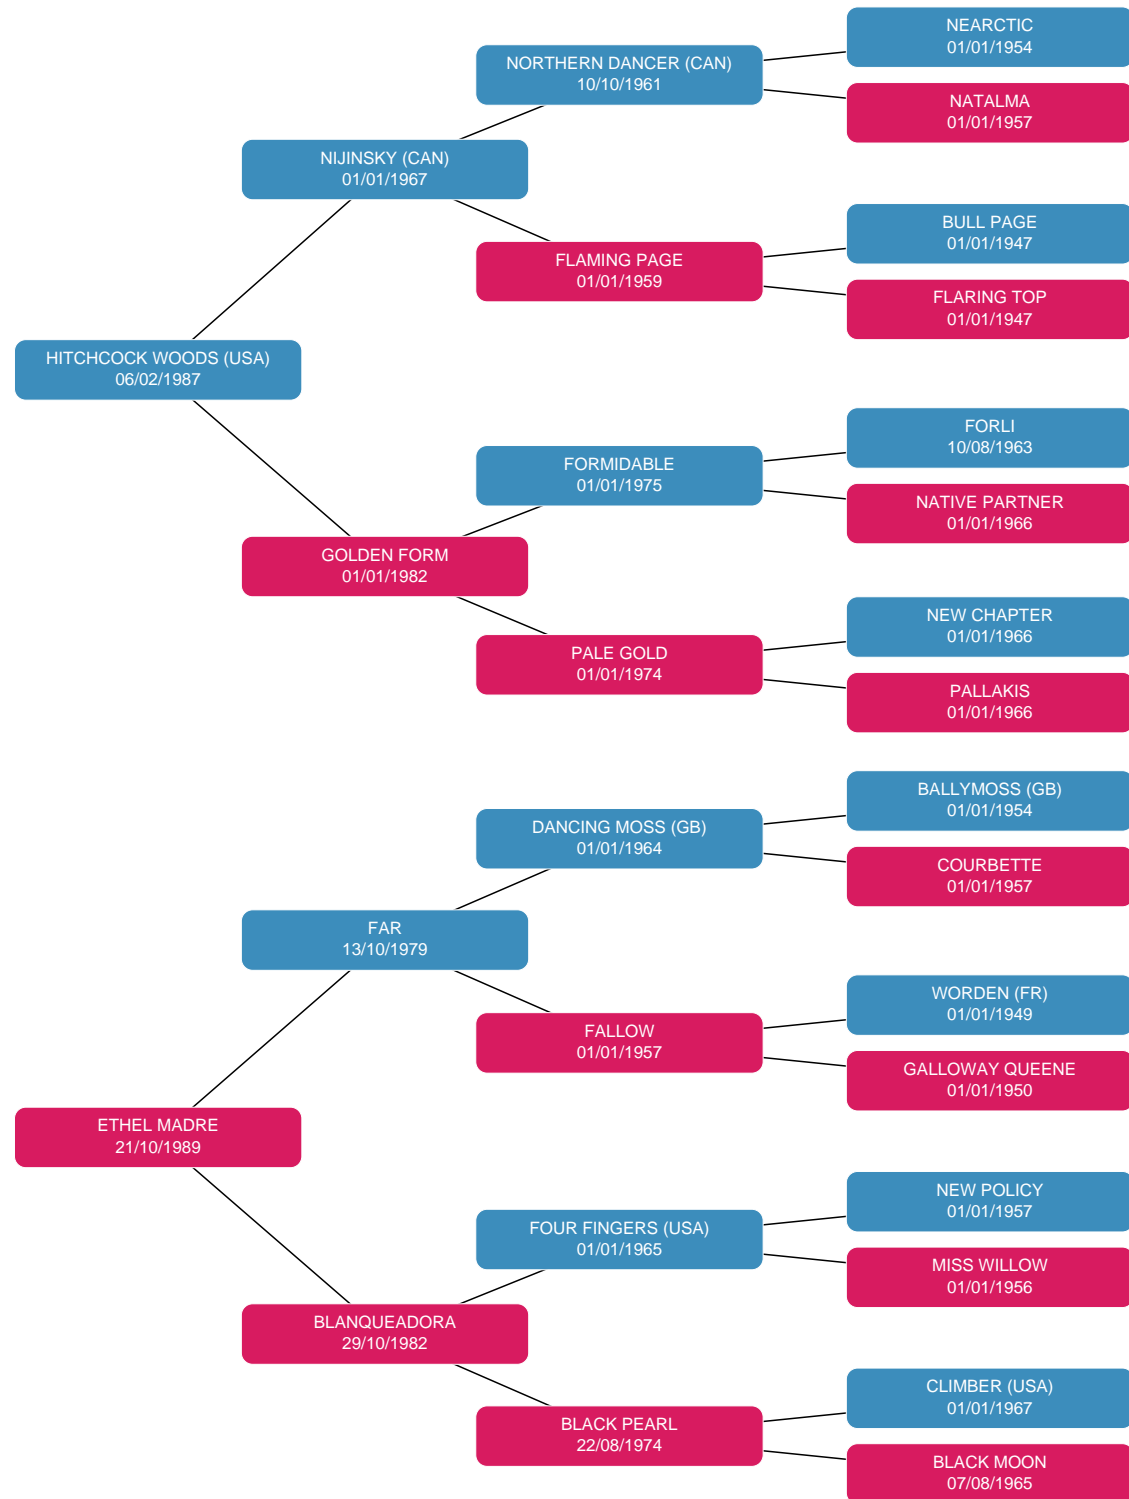 NEARCTIC
01/01/1954
NORTHERN DANCER (CAN)
10/10/1961
NATALMA
01/01/1957
NIJINSKY (CAN)
01/01/1967
BULL PAGE
01/01/1947
FLAMING PAGE
01/01/1959
FLARING TOP
01/01/1947
HITCHCOCK WOODS (USA)
06/02/1987
FORLI
10/08/1963
FORMIDABLE
01/01/1975
NATIVE PARTNER
01/01/1966
GOLDEN FORM
01/01/1982
NEW CHAPTER
01/01/1966
PALE GOLD
01/01/1974
PALLAKIS
01/01/1966
BALLYMOSS (GB)
01/01/1954
DANCING MOSS (GB)
01/01/1964
COURBETTE
01/01/1957
FAR
13/10/1979
WORDEN (FR)
01/01/1949
FALLOW
01/01/1957
GALLOWAY QUEENE
01/01/1950
ETHEL MADRE
21/10/1989
NEW POLICY
01/01/1957
FOUR FINGERS (USA)
01/01/1965
MISS WILLOW
01/01/1956
BLANQUEADORA
29/10/1982
CLIMBER (USA)
01/01/1967
BLACK PEARL
22/08/1974
BLACK MOON
07/08/1965